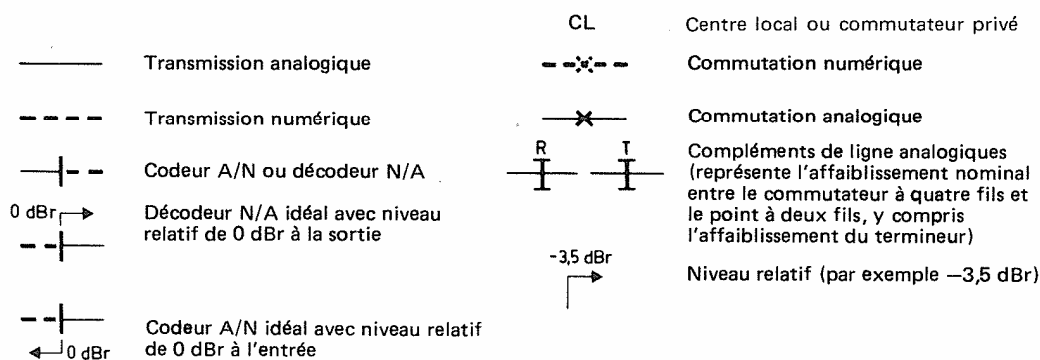 Transmission analogique
Transmission numérique
Codeur A/N ou décodeur N/A
0 dBr
Décodeur N/A idéal avec niveau
relatif de 0 dBr à la sortie
Codeur A/N idéal avec niveau relatif
de 0 dBr à l'entrée
0 dBr
CL
Centre local ou commutateur privé
Commutation numérique
Commutation analogique
R T
Compléments de ligne analogiques
(représente l'affaiblissement nominal
entre le commutateur à quatre fils et
le point à deux fils, y compris
l'affaiblissement du termineur)
-3,5 dBr
Niveau relatif (par exemple —3,5 dBr)